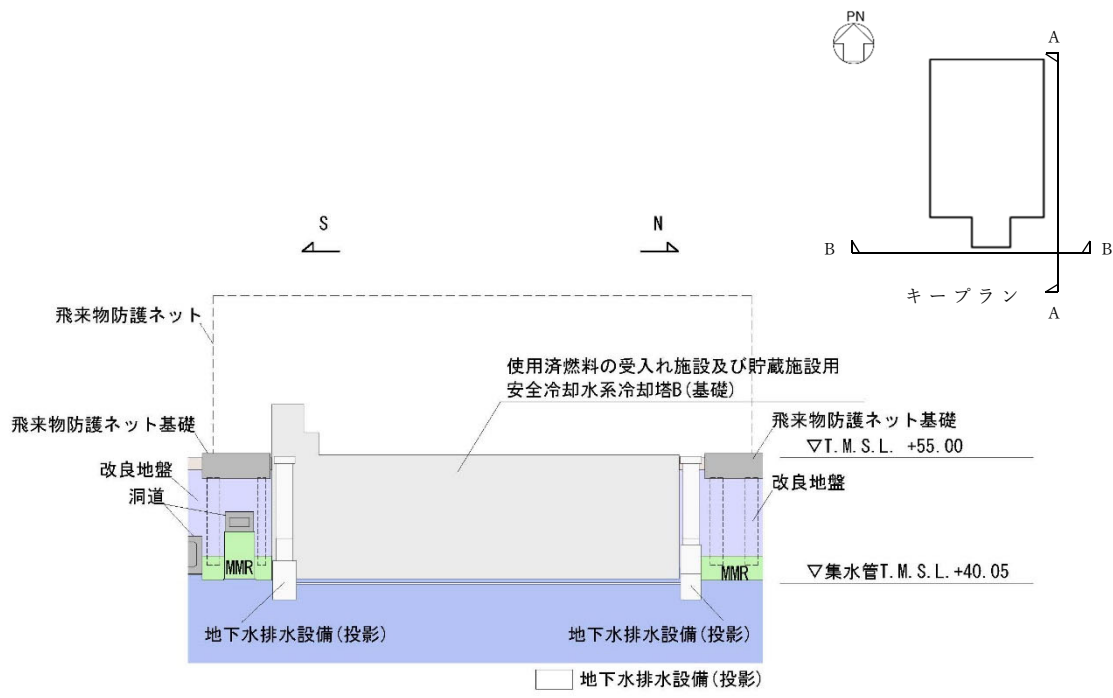 PN
A
B
B
キープラン
A
S
N
飛来物防護ネット
使用済燃料の受入れ施設及び貯蔵施設用
安全冷却水系冷却塔B(基礎)
飛来物防護ネット基礎
飛来物防護ネット基礎
▽T.M.S.L. +55.00
改良地盤
改良地盤
洞道
MMR
MMR
▽集水管T.M.S.L.+40.05
地下水排水設備(投影)
地下水排水設備(投影)
地下水排水設備(投影)